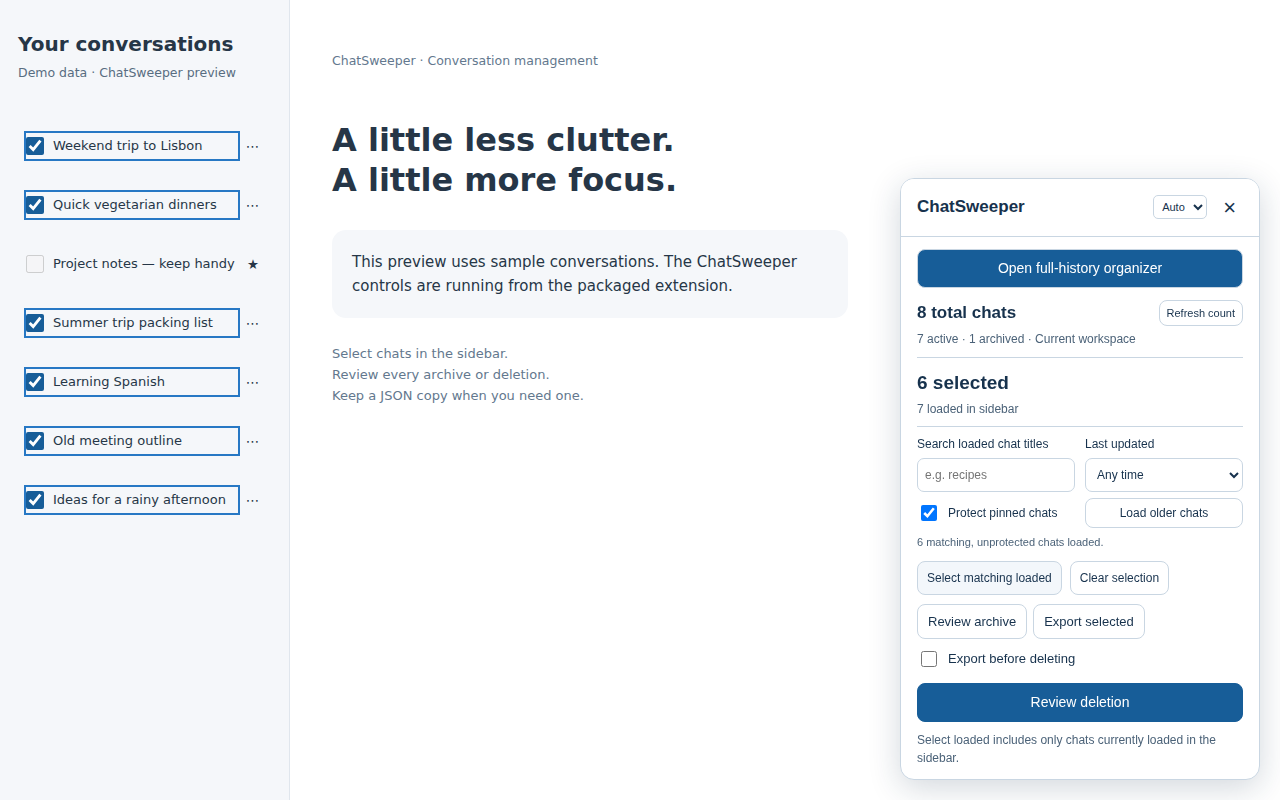 Your conversations
Demo data · ChatSweeper preview
Weekend trip to Lisbon ···
Quick vegetarian dinners ···
Project notes — keep handy ★
Summer trip packing list ···
Learning Spanish ···
Old meeting outline ···
Ideas for a rainy afternoon ···
ChatSweeper · Conversation management
A little less clutter.
A little more focus.
This preview uses sample conversations. The ChatSweeper
controls are running from the packaged extension.
Select chats in the sidebar.
Review every archive or deletion.
Keep a JSON copy when you need one.
ChatSweeper
Auto
×
Open full-history organizer
8 total chats
Refresh count
7 active · 1 archived · Current workspace
6 selected
7 loaded in sidebar
Search loaded chat titles
Last updated
e.g. recipes
Any time
Protect pinned chats
Load older chats
6 matching, unprotected chats loaded.
Select matching loaded
Clear selection
Review archive
Export selected
Export before deleting
Review deletion
Select loaded includes only chats currently loaded in the
sidebar.